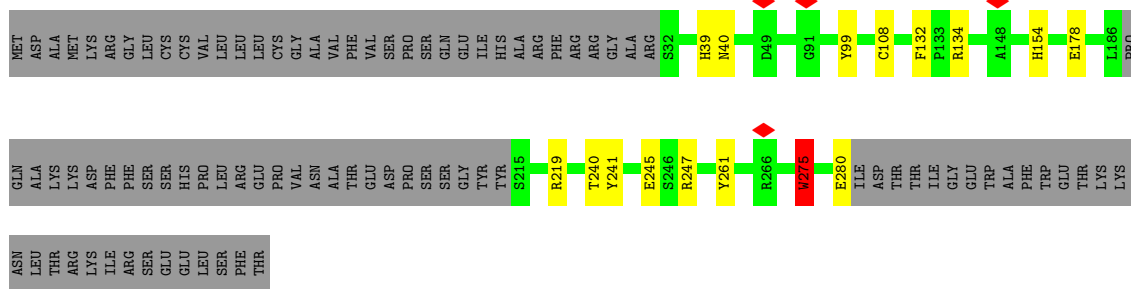 MET ASP ALA MET LYS ARG GLY LEU CYS CYS VAL LEU LEU LEU CYS GLY ALA VAL PHE VAL SER PRO SER GLN GLU ILE HIS ALA ARG PHE ARG ARG GLY ALA ARG S32 H39 N40 D49 G91 Y99 C108 F132 P133 R134 A148 H154 E178 L186 PRO
GLN ALA LYS LYS ASP PHE PHE SER SER HIS PRO LEU ARG GLU PRO VAL ASN ALA THR GLU ASP PRO SER SER GLY TYR TYR S215 R219 T240 Y241 E245 S246 R247 Y261 R266 W275 E280 ILE ASP THR THR ILE GLY GLU TRP ALA PHE TRP GLU THR LYS LYS
ASN LEU THR ARG LYS ILE ARG SER GLU GLU LEU SER PHE THR